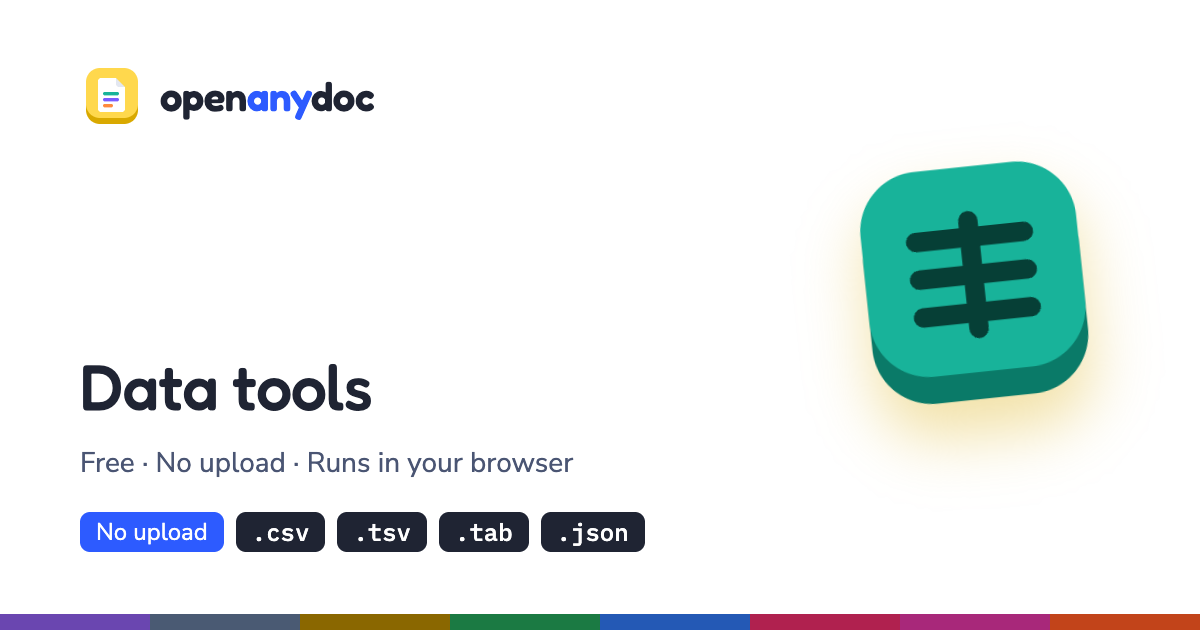 openanydoc
Data tools
Free · No upload · Runs in your browser
No upload .csv .tsv .tab .json